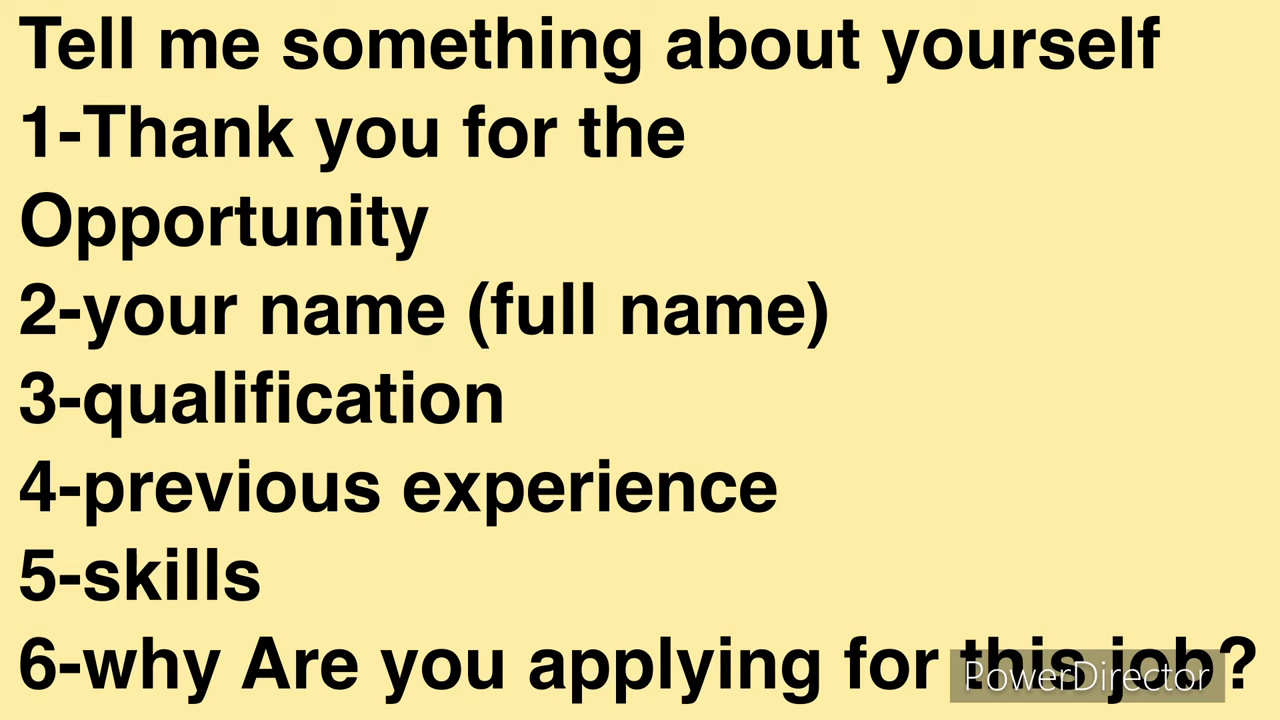 Tell me something about yourself
1-Thank you for the
Opportunity
2-your name (full name)
3-qualification
4-previous experience
5-skills
6-why Are you applying for this job?
PowerDirector